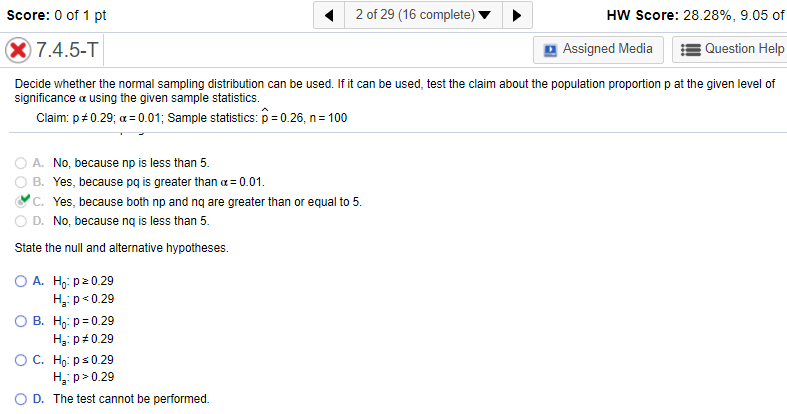 Score: 0 of 1 pt
2 of 29 (16 complete)
HW Score: 28.28%, 9.05 of
7.4.5-T
Assigned Media
Question Help
Decide whether the normal sampling distribution can be used. If it can be used, test the claim about the population proportion p at the given level of
significance α using the given sample statistics.
Claim: p≠0.29; α=0.01; Sample statistics: p̂=0.26, n=100
A. No, because np is less than 5.
B. Yes, because pq is greater than α=0.01.
C. Yes, because both np and nq are greater than or equal to 5.
D. No, because nq is less than 5.
State the null and alternative hypotheses.
A. H₀: p≥0.29
Hₐ: p<0.29
B. H₀: p=0.29
Hₐ: p≠0.29
C. H₀: p≤0.29
Hₐ: p>0.29
D. The test cannot be performed.